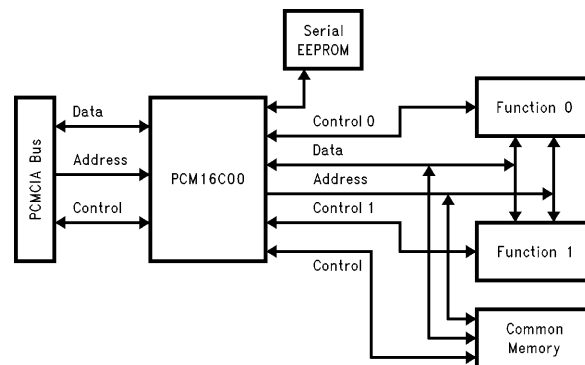 Serial
EEPROM
PCMCIA Bus
Data
Address
Control
PCM16C00
Control 0
Data
Address
Control 1
Control
Function 0
Function 1
Common
Memory